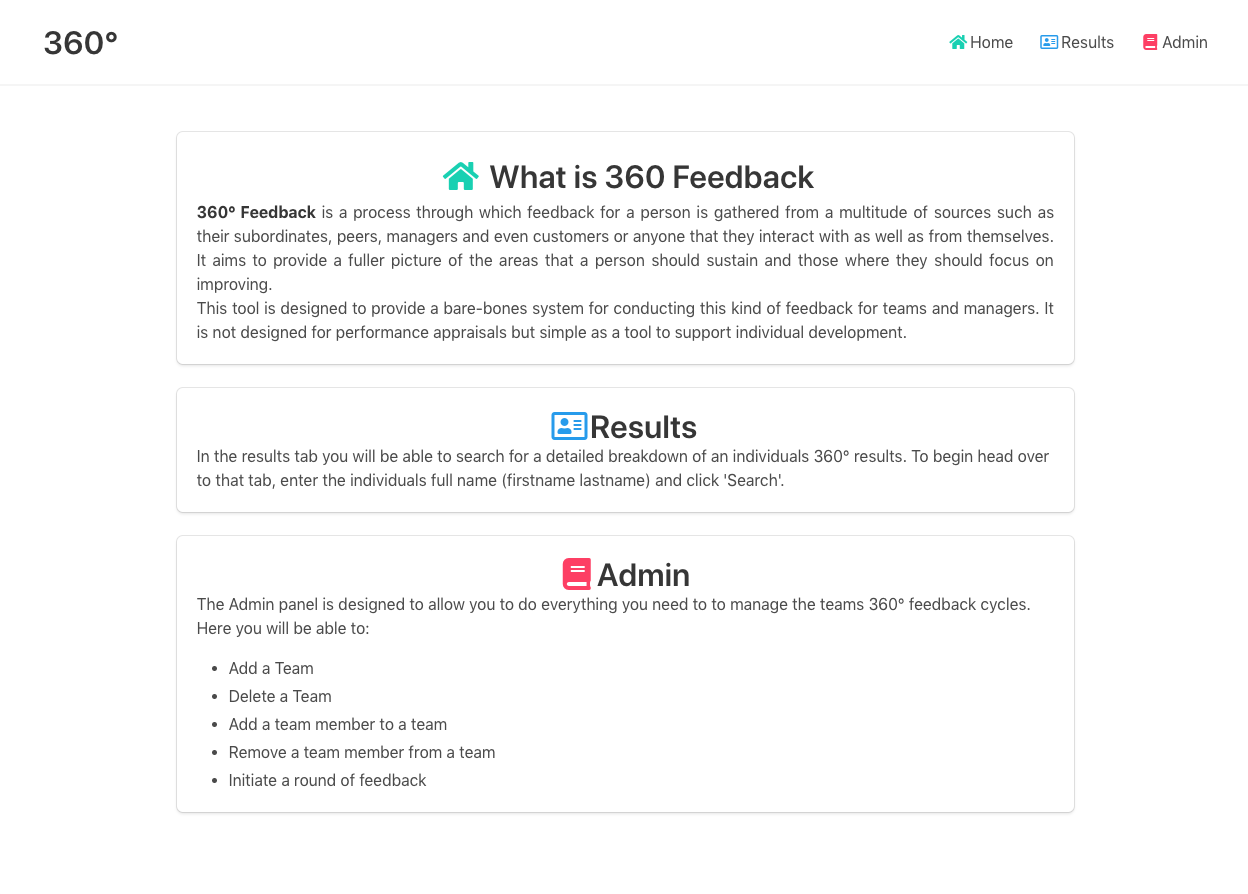 360°
Home
Results
Admin
What is 360 Feedback
360° Feedback is a process through which feedback for a person is gathered from a multitude of sources such as
their subordinates, peers, managers and even customers or anyone that they interact with as well as from themselves.
It aims to provide a fuller picture of the areas that a person should sustain and those where they should focus on
improving.
This tool is designed to provide a bare-bones system for conducting this kind of feedback for teams and managers. It
is not designed for performance appraisals but simple as a tool to support individual development.
Results
In the results tab you will be able to search for a detailed breakdown of an individuals 360° results. To begin head over
to that tab, enter the individuals full name (firstname lastname) and click 'Search'.
Admin
The Admin panel is designed to allow you to do everything you need to to manage the teams 360° feedback cycles.
Here you will be able to:
• Add a Team
• Delete a Team
• Add a team member to a team
• Remove a team member from a team
• Initiate a round of feedback